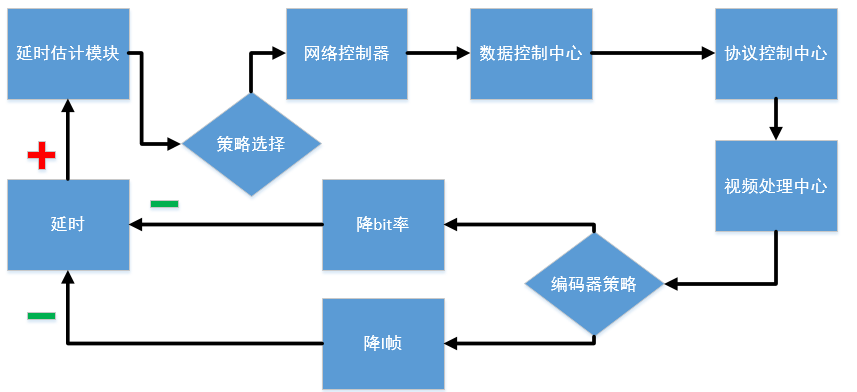 延时估计模块
网络控制器
数据控制中心
协议控制中心
策略选择
视频处理中心
延时
降bit率
编码器策略
降I帧